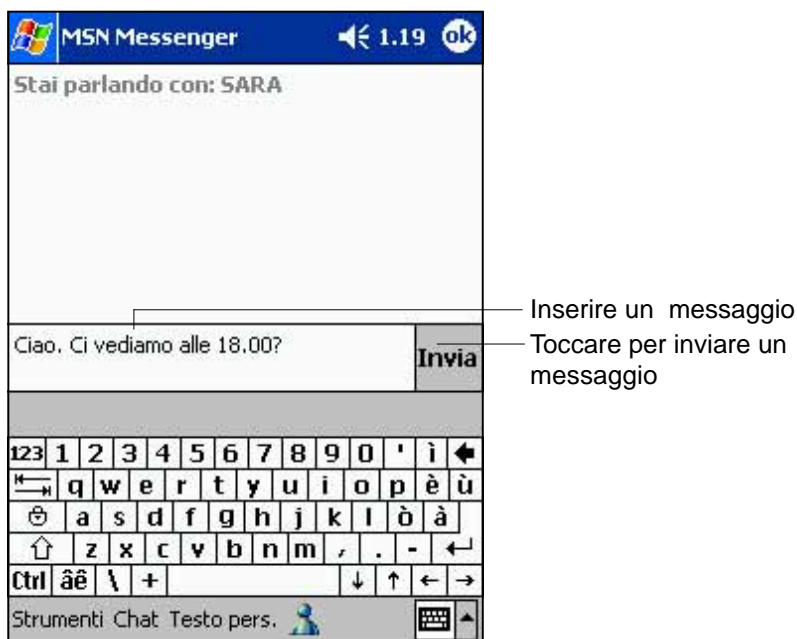 MSN Messenger 1.19 ok
Stai parlando con: SARA
Inserire un messaggio
Ciao. Ci vediamo alle 18.00?
Invia
Toccare per inviare un
messaggio
123 1 2 3 4 5 6 7 8 9 0 ' ì
q w e r t y u i o p è ù
a s d f g h j k l ò à
z x c v b n m , . -
Ctrl âê \ + ↓ ↑ ← →
Strumenti Chat Testo pers.